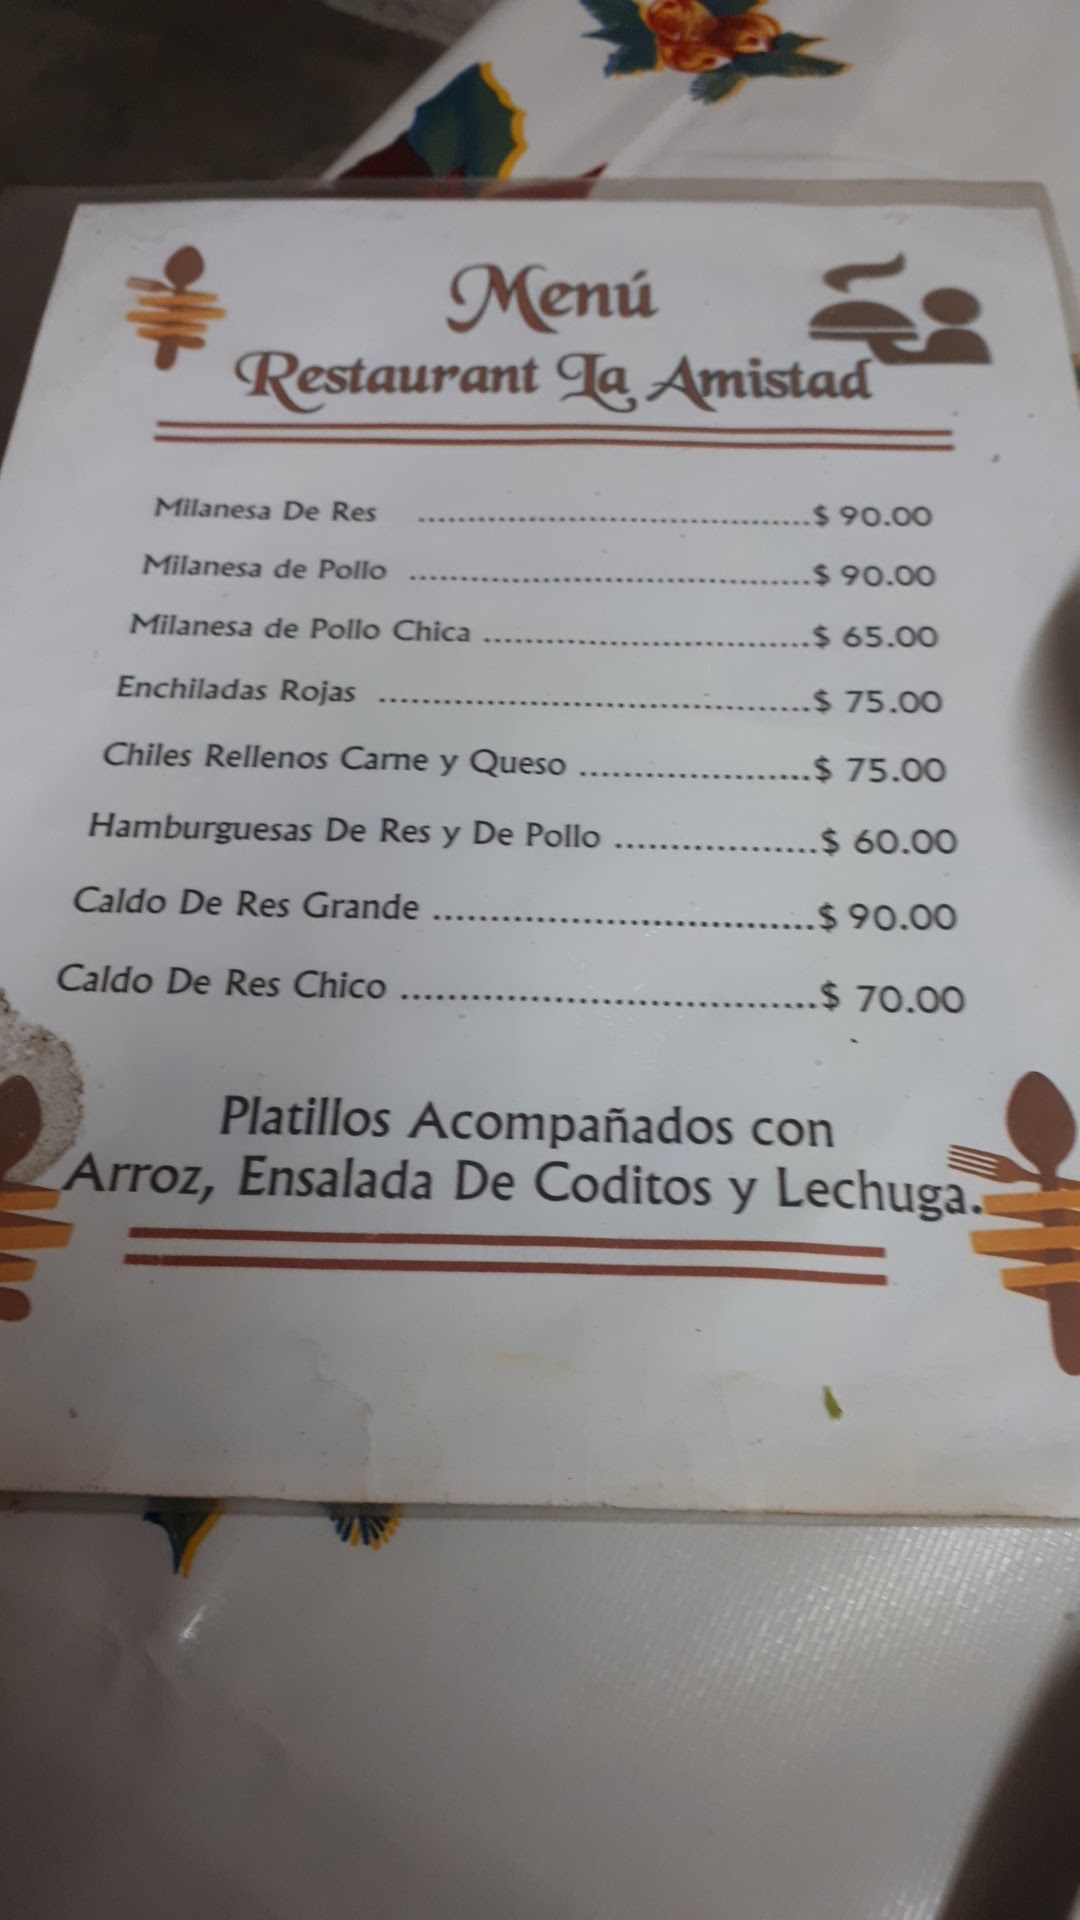 Menú
Restaurant La Amistad
Milanesa De Res ........................................$ 90.00
Milanesa de Pollo ........................................$ 90.00
Milanesa de Pollo Chica ................................$ 65.00
Enchiladas Rojas ..........................................$ 75.00
Chiles Rellenos Carne y Queso ......................$ 75.00
Hamburguesas De Res y De Pollo ..................$ 60.00
Caldo De Res Grande .................................$ 90.00
Caldo De Res Chico ....................................$ 70.00
Platillos Acompañados con
Arroz, Ensalada De Coditos y Lechuga.